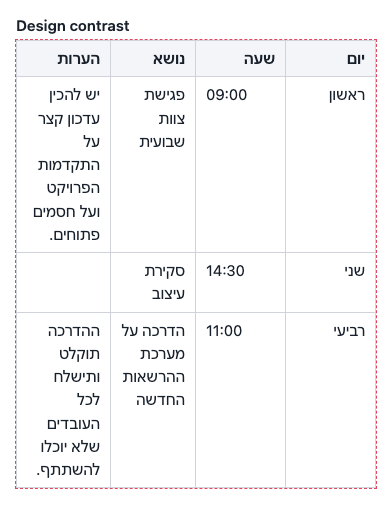 Design contrast
יום שעה נושא הערות
ראשון 09:00 פגישת יש להכין
צוות עדכון קצר
שבועית על
התקדמות
הפרויקט
ועל חסמים
פתוחים.
שני 14:30 סקירת
עיצוב
רביעי 11:00 הדרכה על ההדרכה
מערכת תוקלט
ההרשאות ותישלח
החדשה לכל
העובדים
שלא יוכלו
להשתתף.